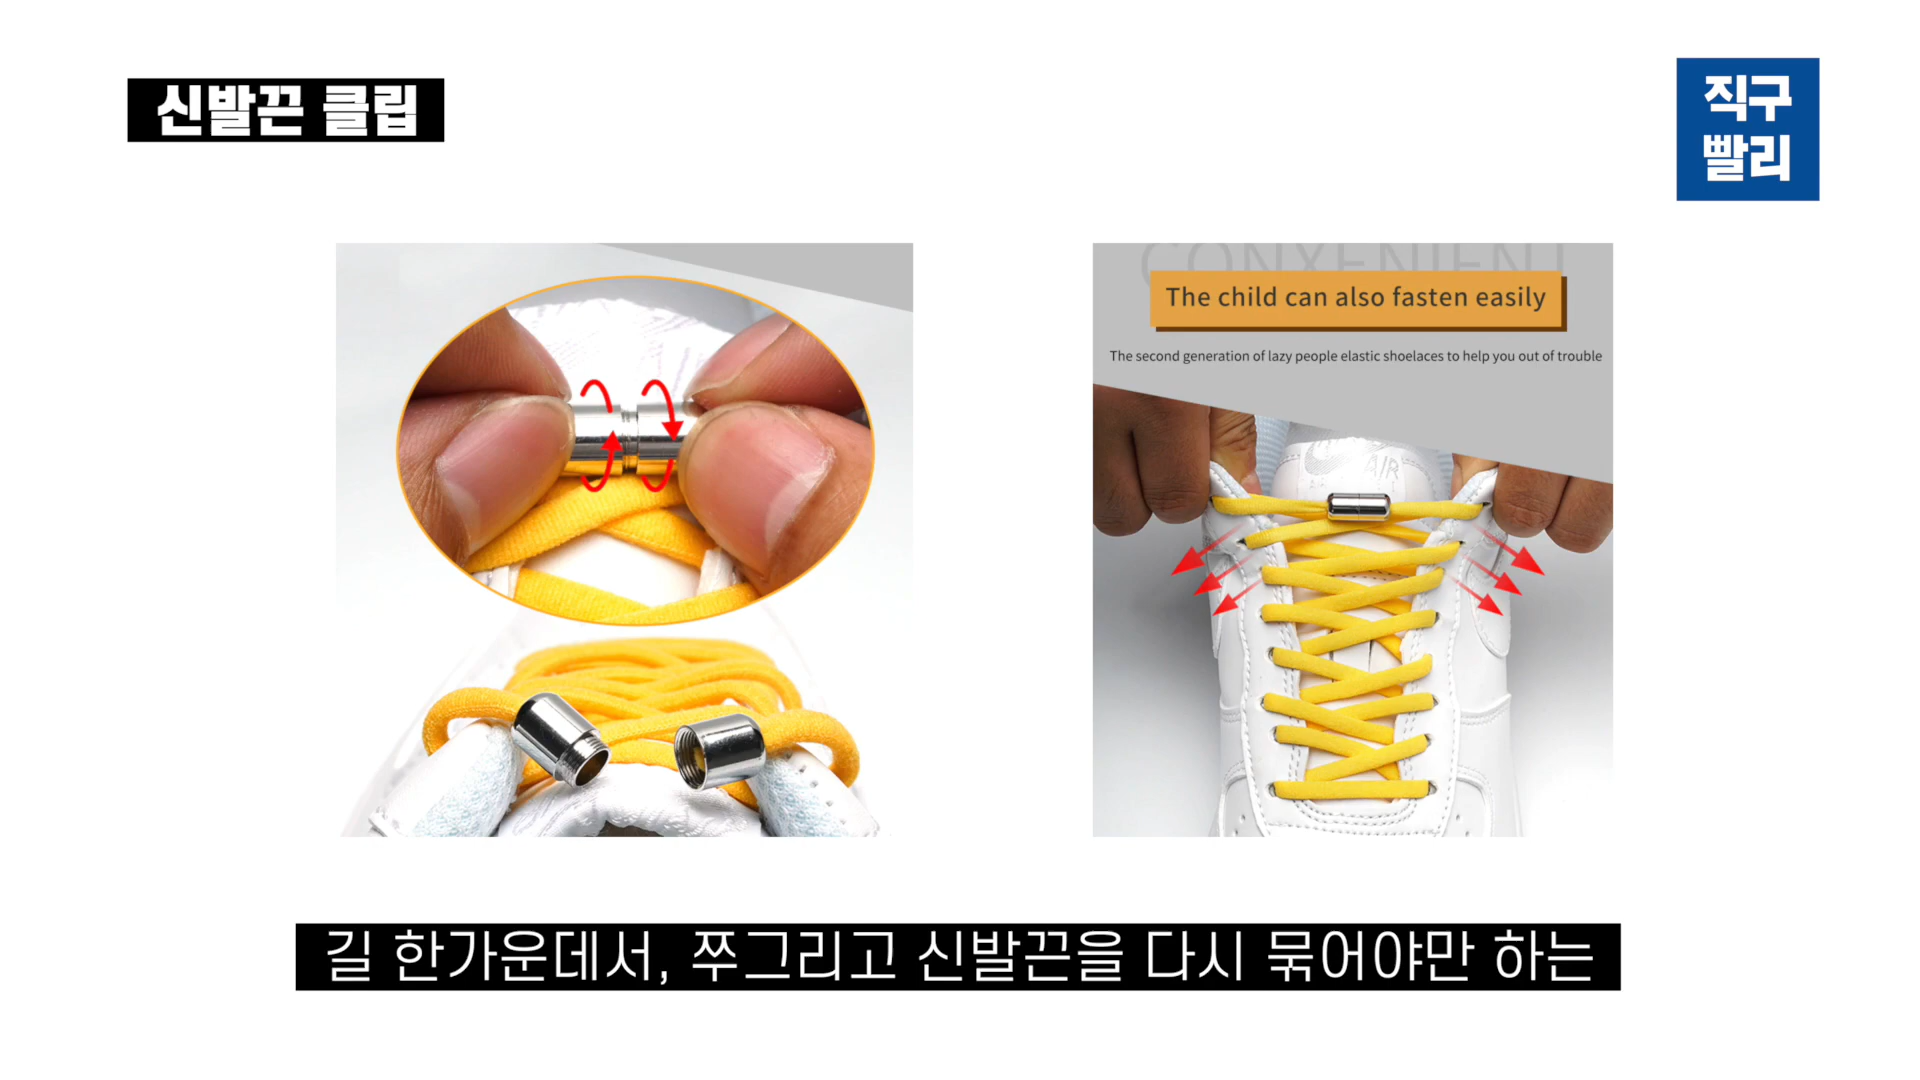 신발끈 클립
직구
빨리
CONXENIENT
The child can also fasten easily
The second generation of lazy people elastic shoelaces to help you out of trouble
AIR
길 한가운데서, 쭈그리고 신발끈을 다시 묶어야만 하는